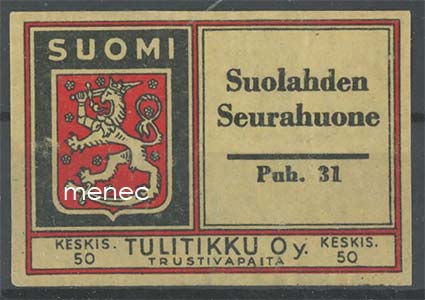 SUOMI
menec
Suolahden
Seurahuone
Puh. 31
KESKIS.
50
TULITIKKU Oy.
TRUSTIVAPAITA
KESKIS.
50